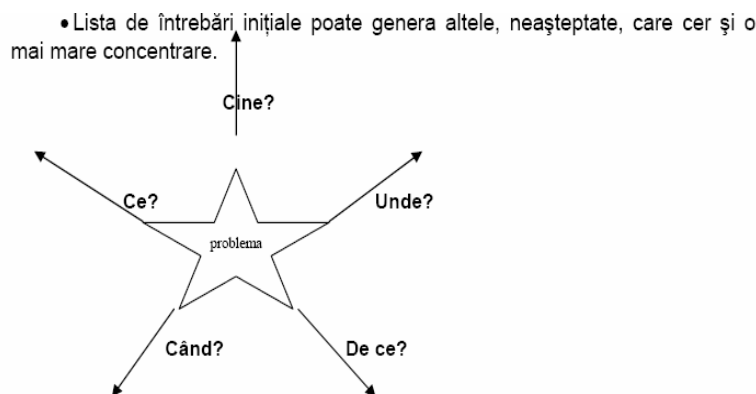 • Lista de întrebări iniţiale poate genera altele, neaşteptate, care cer şi o
mai mare concentrare.
Cine?
Ce?
Unde?
problema
Când?
De ce?